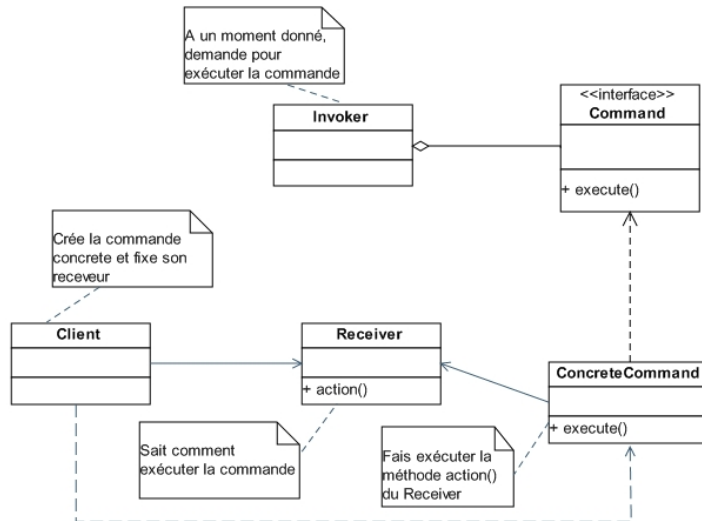 A un moment donné,
demande pour
exécuter la commande
<<interface>>
Command
Invoker
+ execute()
Crée la commande
concrete et fixe son
receveur
Client
Receiver
+ action()
ConcreteCommand
+ execute()
Sait comment
exécuter la commande
Fais exécuter la
méthode action()
du Receiver